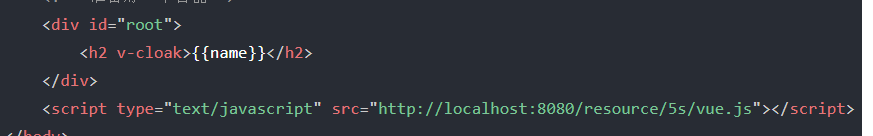 <div id="root">
<h2 v-cloak>{{name}}</h2>
</div>
<script type="text/javascript" src="http://localhost:8080/resource/5s/vue.js"></script>
</body>